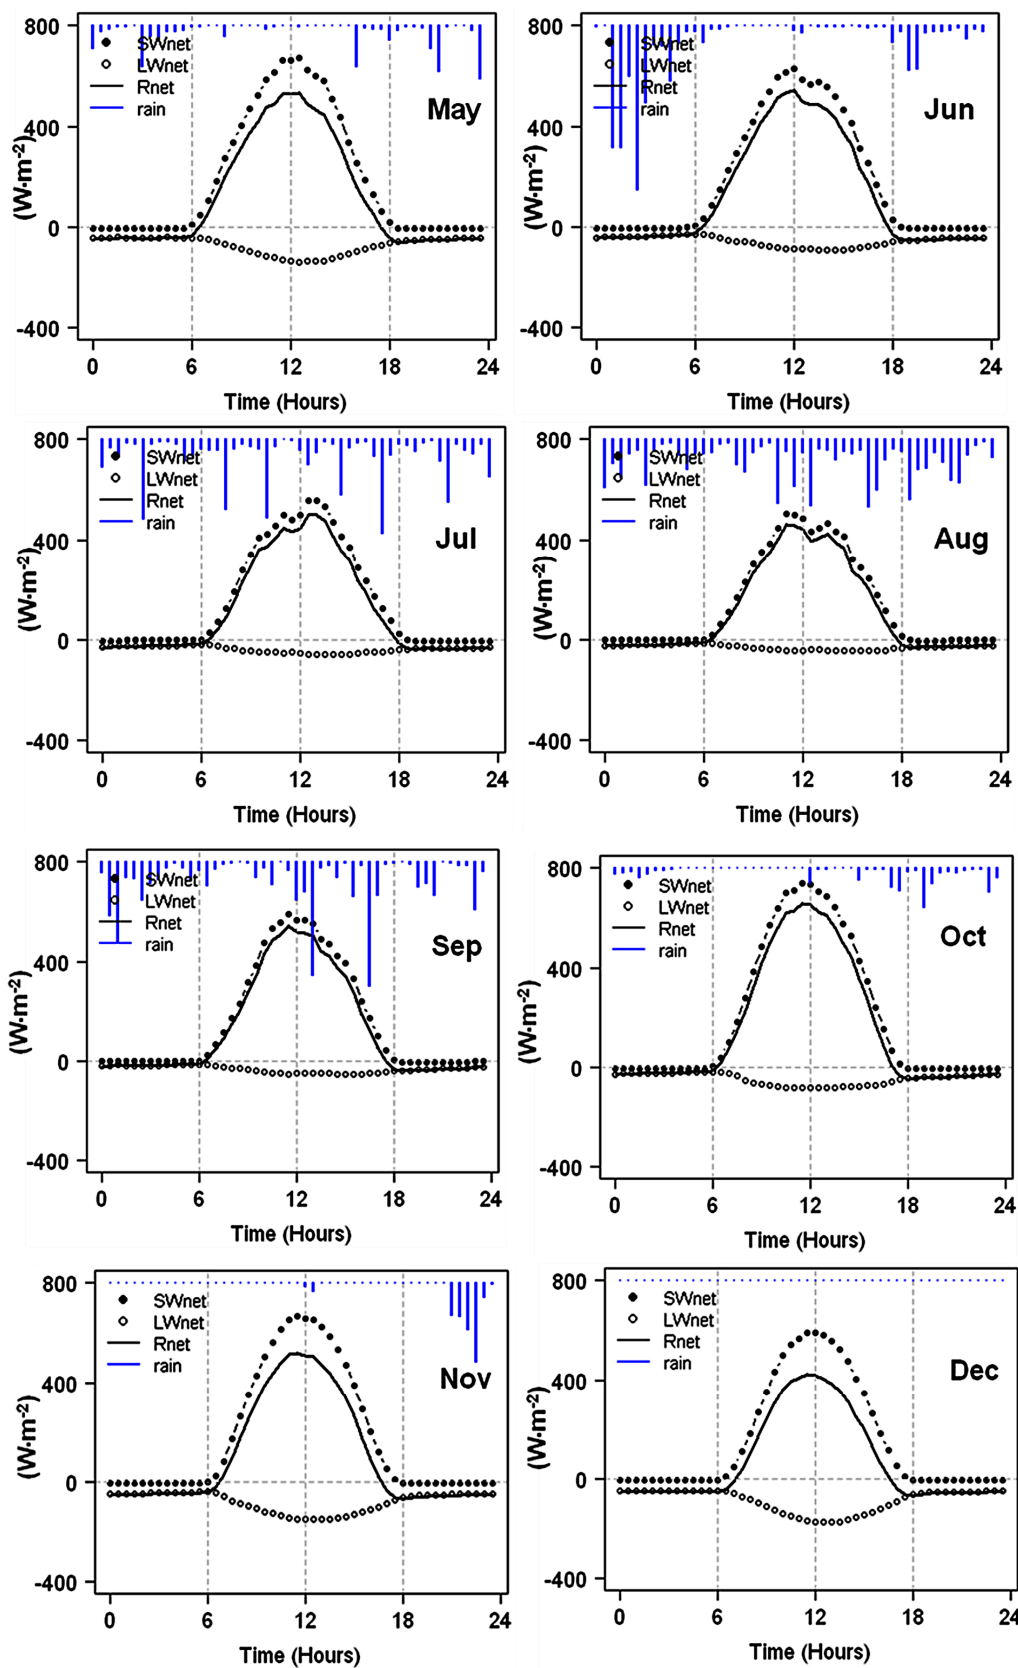 800
400
0
-400
(W·m⁻²)
SWnet
LWnet
Rnet
rain
May
0 6 12 18 24
Time (Hours)
800
400
0
-400
(W·m⁻²)
SWnet
LWnet
Rnet
rain
Jun
0 6 12 18 24
Time (Hours)
800
400
0
-400
(W·m⁻²)
SWnet
LWnet
Rnet
rain
Jul
0 6 12 18 24
Time (Hours)
800
400
0
-400
(W·m⁻²)
SWnet
LWnet
Rnet
rain
Aug
0 6 12 18 24
Time (Hours)
800
400
0
-400
(W·m⁻²)
SWnet
LWnet
Rnet
rain
Sep
0 6 12 18 24
Time (Hours)
800
400
0
-400
(W·m⁻²)
SWnet
LWnet
Rnet
rain
Oct
0 6 12 18 24
Time (Hours)
800
400
0
-400
(W·m⁻²)
SWnet
LWnet
Rnet
rain
Nov
0 6 12 18 24
Time (Hours)
800
400
0
-400
(W·m⁻²)
SWnet
LWnet
Rnet
rain
Dec
0 6 12 18 24
Time (Hours)